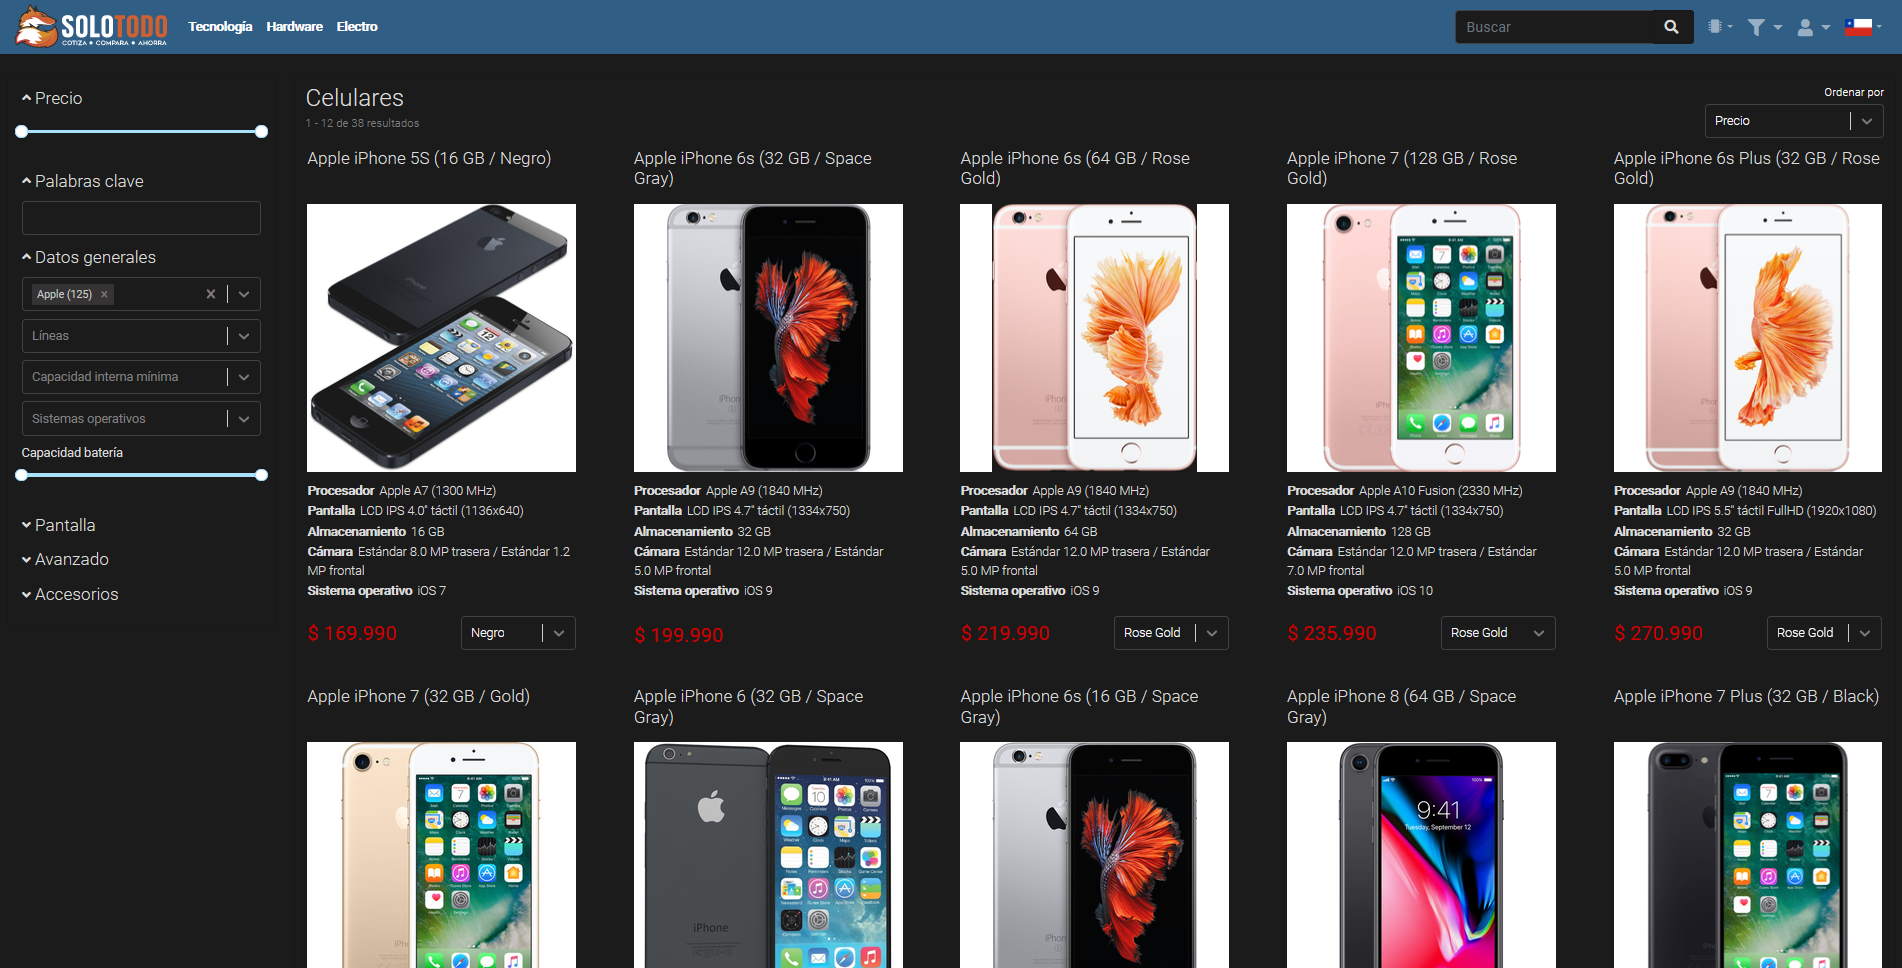 SOLOTODO
COTIZA • COMPARA • AHORRA
Tecnología Hardware Electro
Buscar
Precio
Palabras clave
Datos generales
Apple (125)
Líneas
Capacidad interna mínima
Sistemas operativos
Capacidad batería
Pantalla
Avanzado
Accesorios
Celulares
1 - 12 de 38 resultados
Ordenar por
Precio
Apple iPhone 5S (16 GB / Negro)
Procesador Apple A7 (1300 MHz)
Pantalla LCD IPS 4.0" táctil (1136x640)
Almacenamiento 16 GB
Cámara Estándar 8.0 MP trasera / Estándar 1.2
MP frontal
Sistema operativo iOS 7
$ 169.990
Negro
Apple iPhone 6s (32 GB / Space
Gray)
Procesador Apple A9 (1840 MHz)
Pantalla LCD IPS 4.7" táctil (1334x750)
Almacenamiento 32 GB
Cámara Estándar 12.0 MP trasera / Estándar
5.0 MP frontal
Sistema operativo iOS 9
$ 199.990
Apple iPhone 6s (64 GB / Rose
Gold)
Procesador Apple A9 (1840 MHz)
Pantalla LCD IPS 4.7" táctil (1334x750)
Almacenamiento 64 GB
Cámara Estándar 12.0 MP trasera / Estándar
5.0 MP frontal
Sistema operativo iOS 9
$ 219.990
Rose Gold
Apple iPhone 7 (128 GB / Rose
Gold)
Procesador Apple A10 Fusion (2330 MHz)
Pantalla LCD IPS 4.7" táctil (1334x750)
Almacenamiento 128 GB
Cámara Estándar 12.0 MP trasera / Estándar
7.0 MP frontal
Sistema operativo iOS 10
$ 235.990
Rose Gold
Apple iPhone 6s Plus (32 GB / Rose
Gold)
Procesador Apple A9 (1840 MHz)
Pantalla LCD IPS 5.5" táctil FullHD (1920x1080)
Almacenamiento 32 GB
Cámara Estándar 12.0 MP trasera / Estándar
5.0 MP frontal
Sistema operativo iOS 9
$ 270.990
Rose Gold
Apple iPhone 7 (32 GB / Gold)
Apple iPhone 6 (32 GB / Space
Gray)
iPhone
Apple iPhone 6s (16 GB / Space
Gray)
Apple iPhone 8 (64 GB / Space
Gray)
9:41
Tuesday, September 12
Apple iPhone 7 Plus (32 GB / Black)